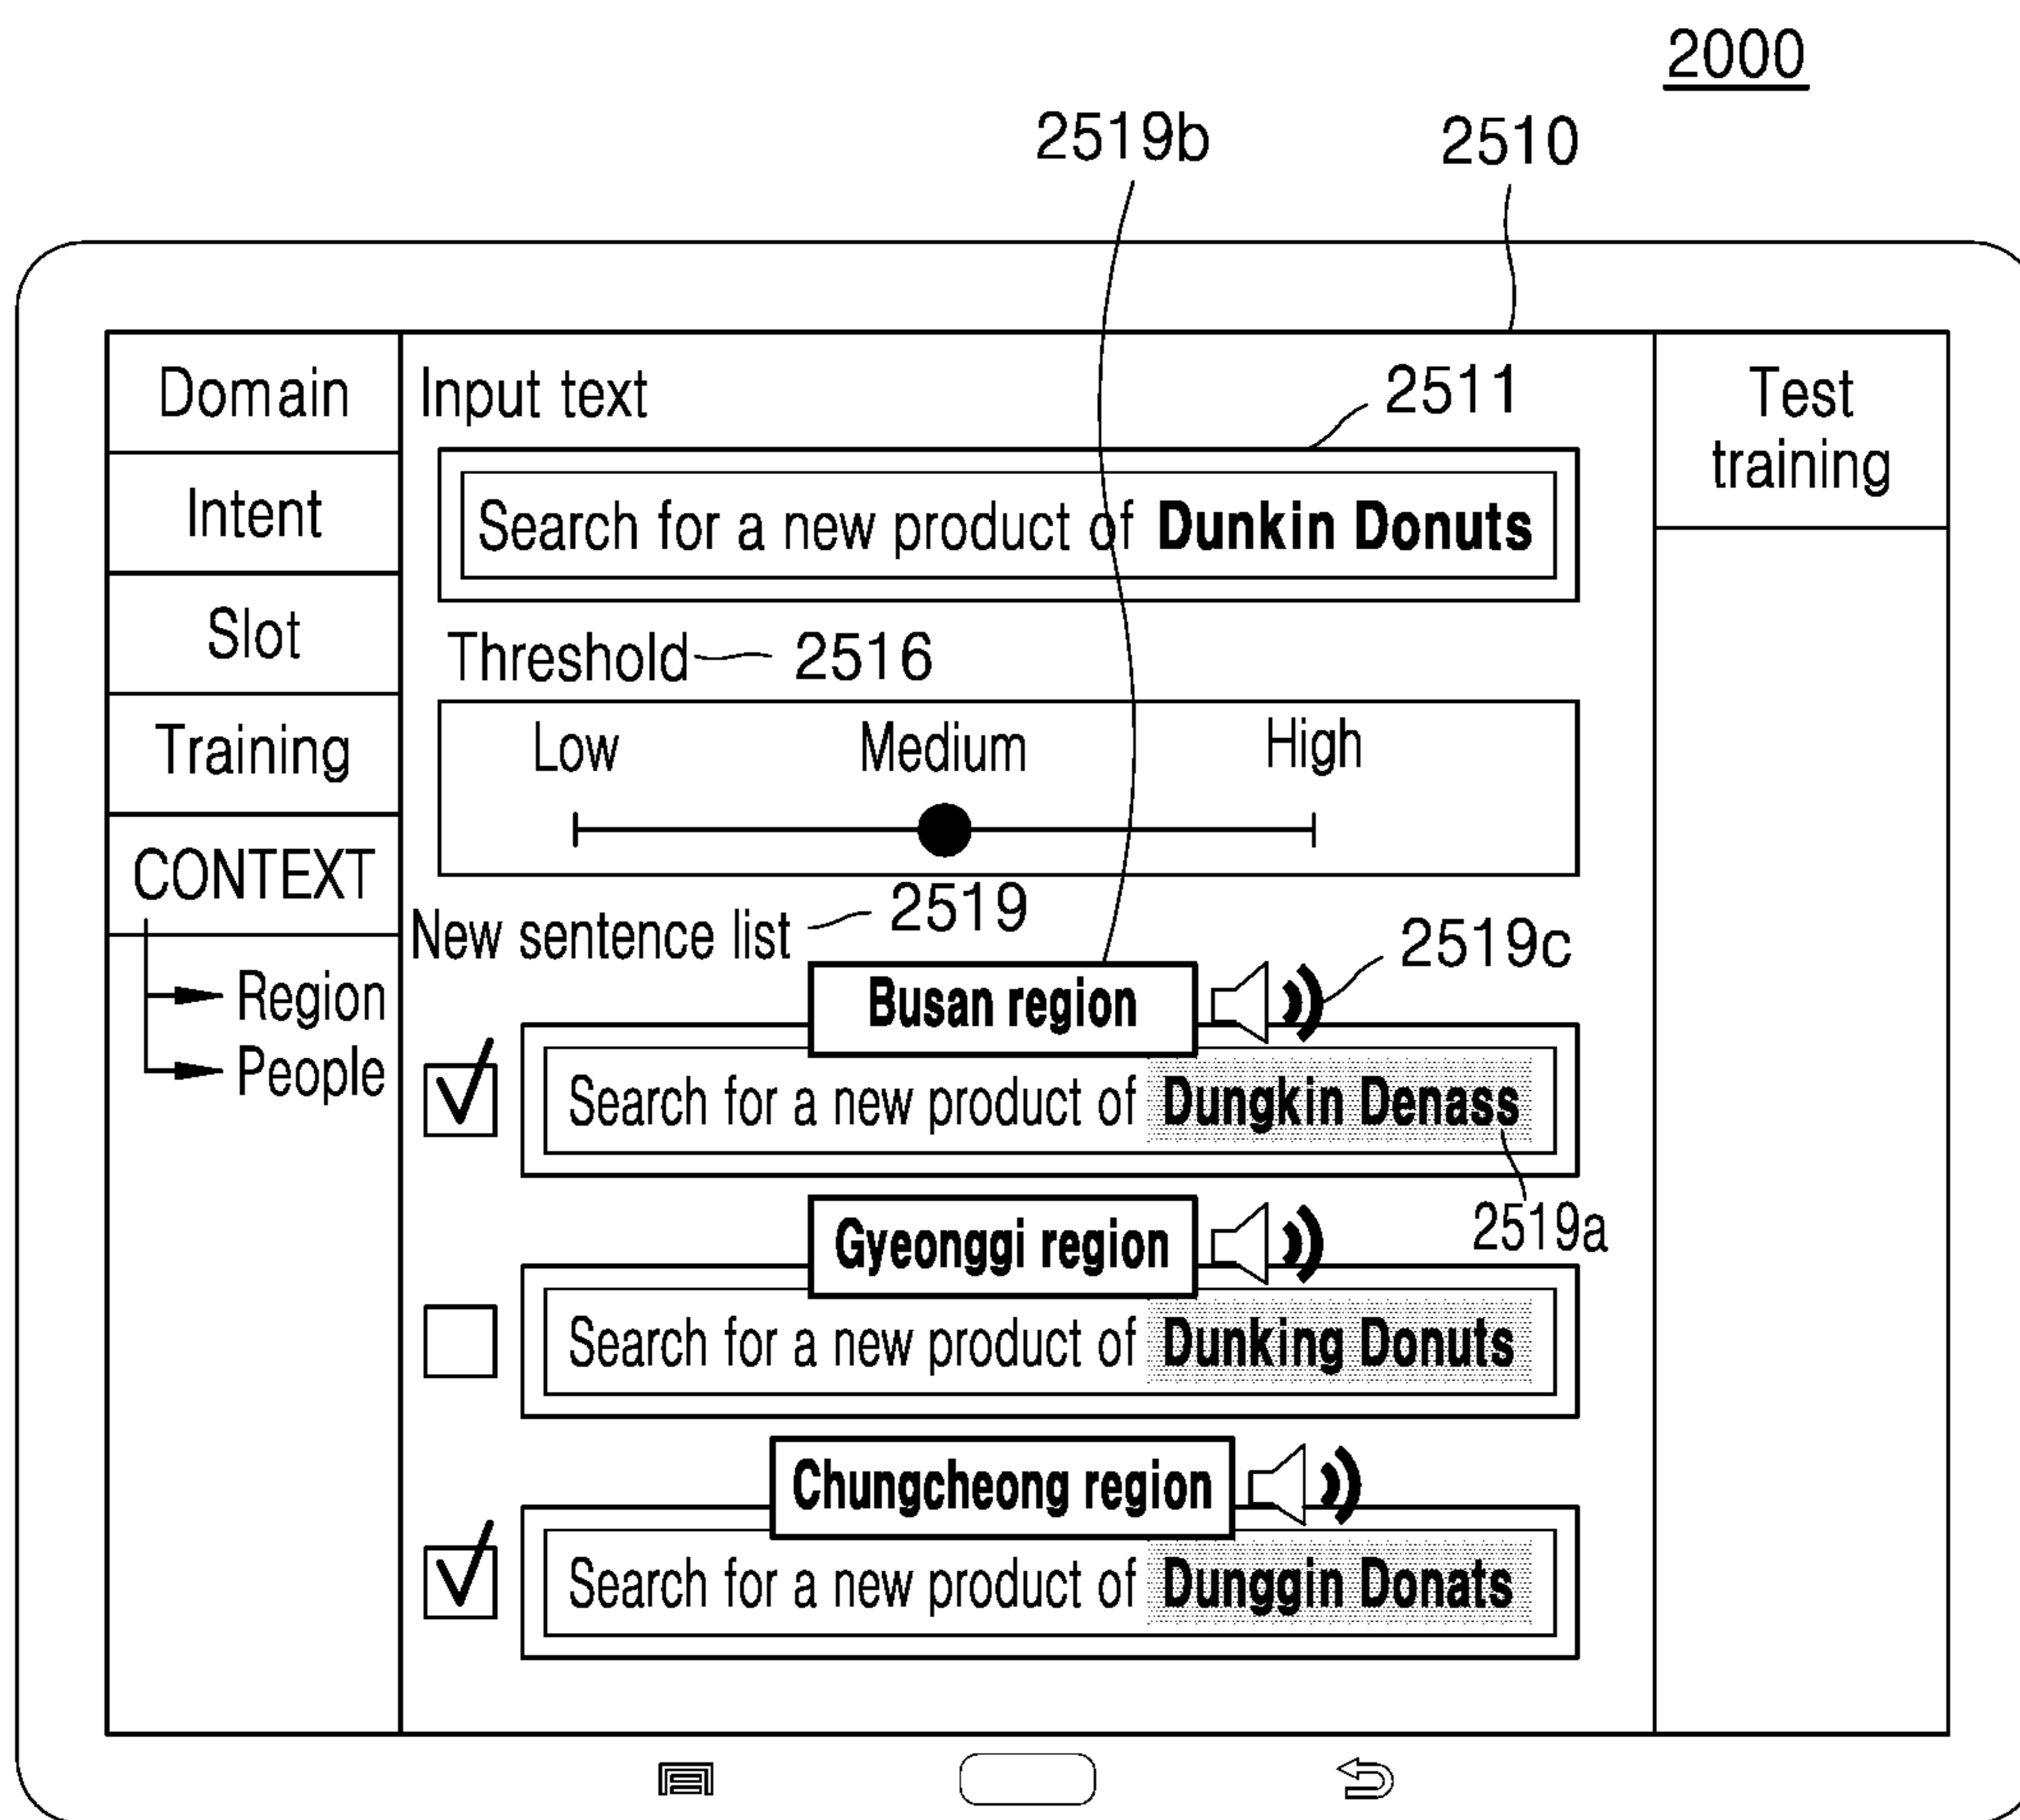 2000
2519b
2510
Domain
Intent
Slot
Training
CONTEXT
Region
People
Input text
2511
Search for a new product of Dunkin Donuts
Threshold 2516
Low Medium High
New sentence list 2519
Busan region
2519c
Search for a new product of Dungkin Denass
2519a
Gyeonggi region
Search for a new product of Dunking Donuts
Chungcheong region
Search for a new product of Dunggin Donats
Test
training